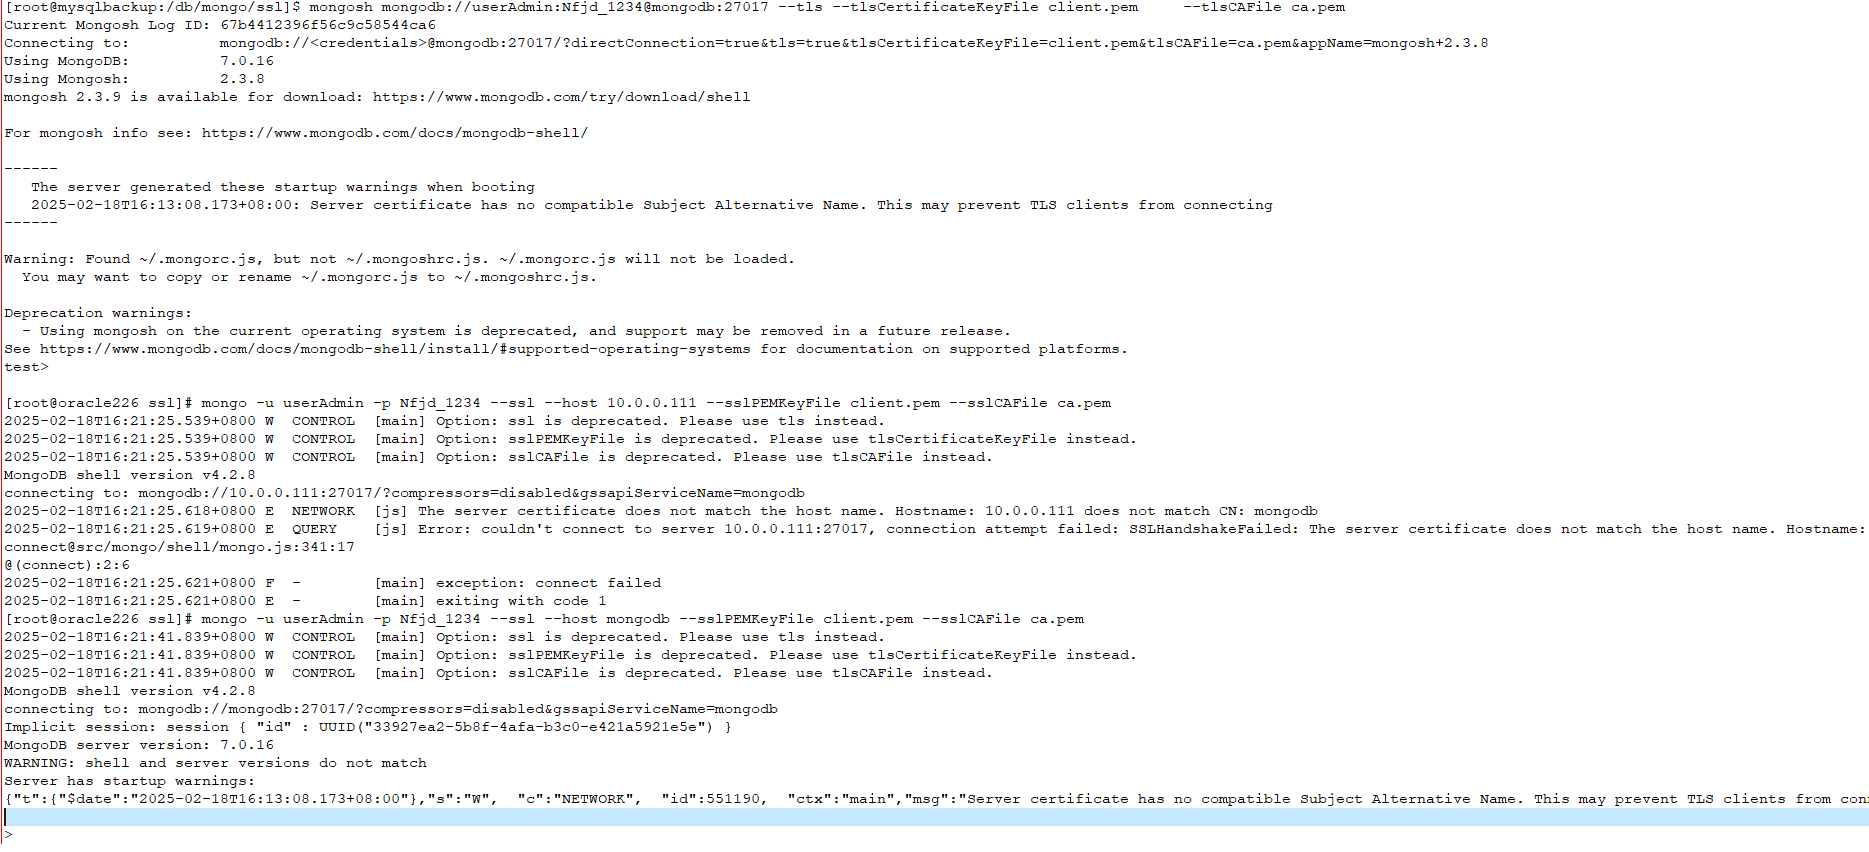 [root@mysqlbackup:/db/mongo/ssl]$ mongosh mongodb://userAdmin:Nfjd_1234@mongodb:27017 --tls --tlsCertificateKeyFile client.pem     --tlsCAFile ca.pem
Current Mongosh Log ID: 67b4412396f56c9c58544ca6
Connecting to:          mongodb://<credentials>@mongodb:27017/?directConnection=true&tls=true&tlsCertificateKeyFile=client.pem&tlsCAFile=ca.pem&appName=mongosh+2.3.8
Using MongoDB:          7.0.16
Using Mongosh:          2.3.8
mongosh 2.3.9 is available for download: https://www.mongodb.com/try/download/shell

For mongosh info see: https://www.mongodb.com/docs/mongodb-shell/

------
   The server generated these startup warnings when booting
   2025-02-18T16:13:08.173+08:00: Server certificate has no compatible Subject Alternative Name. This may prevent TLS clients from connecting
------

Warning: Found ~/.mongorc.js, but not ~/.mongoshrc.js. ~/.mongorc.js will not be loaded.
  You may want to copy or rename ~/.mongorc.js to ~/.mongoshrc.js.

Deprecation warnings:
  - Using mongosh on the current operating system is deprecated, and support may be removed in a future release.
See https://www.mongodb.com/docs/mongodb-shell/install/#supported-operating-systems for documentation on supported platforms.
test>

[root@oracle226 ssl]# mongo -u userAdmin -p Nfjd_1234 --ssl --host 10.0.0.111 --sslPEMKeyFile client.pem --sslCAFile ca.pem
2025-02-18T16:21:25.539+0800 W  CONTROL  [main] Option: ssl is deprecated. Please use tls instead.
2025-02-18T16:21:25.539+0800 W  CONTROL  [main] Option: sslPEMKeyFile is deprecated. Please use tlsCertificateKeyFile instead.
2025-02-18T16:21:25.539+0800 W  CONTROL  [main] Option: sslCAFile is deprecated. Please use tlsCAFile instead.
MongoDB shell version v4.2.8
connecting to: mongodb://10.0.0.111:27017/?compressors=disabled&gssapiServiceName=mongodb
2025-02-18T16:21:25.618+0800 E  NETWORK  [js] The server certificate does not match the host name. Hostname: 10.0.0.111 does not match CN: mongodb
2025-02-18T16:21:25.619+0800 E  QUERY    [js] Error: couldn't connect to server 10.0.0.111:27017, connection attempt failed: SSLHandshakeFailed: The server certificate does not match the host name. Hostname:
connect@src/mongo/shell/mongo.js:341:17
@(connect):2:6
2025-02-18T16:21:25.621+0800 F  -        [main] exception: connect failed
2025-02-18T16:21:25.621+0800 E  -        [main] exiting with code 1
[root@oracle226 ssl]# mongo -u userAdmin -p Nfjd_1234 --ssl --host mongodb --sslPEMKeyFile client.pem --sslCAFile ca.pem
2025-02-18T16:21:41.839+0800 W  CONTROL  [main] Option: ssl is deprecated. Please use tls instead.
2025-02-18T16:21:41.839+0800 W  CONTROL  [main] Option: sslPEMKeyFile is deprecated. Please use tlsCertificateKeyFile instead.
2025-02-18T16:21:41.839+0800 W  CONTROL  [main] Option: sslCAFile is deprecated. Please use tlsCAFile instead.
MongoDB shell version v4.2.8
connecting to: mongodb://mongodb:27017/?compressors=disabled&gssapiServiceName=mongodb
Implicit session: session { "id" : UUID("33927ea2-5b8f-4afa-b3c0-e421a5921e5e") }
MongoDB server version: 7.0.16
WARNING: shell and server versions do not match
Server has startup warnings:
{"t":{"$date":"2025-02-18T16:13:08.173+08:00"},"s":"W",  "c":"NETWORK",  "id":551190,  "ctx":"main","msg":"Server certificate has no compatible Subject Alternative Name. This may prevent TLS clients from con
>